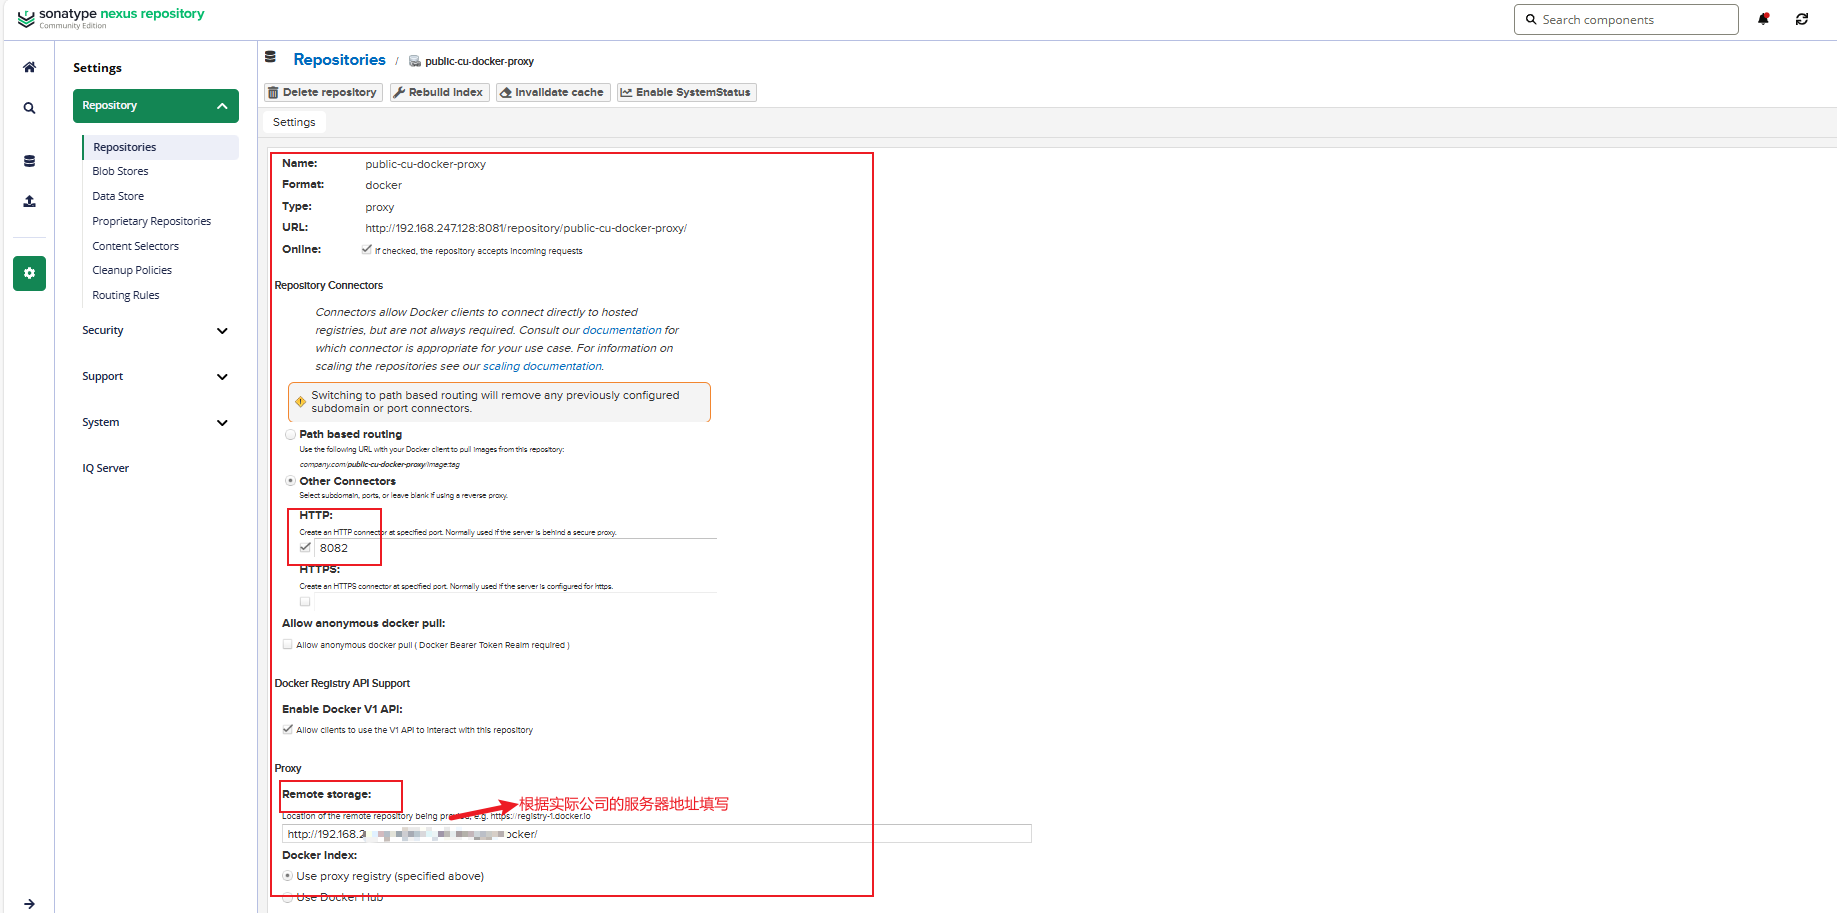 sonatype nexus repository
Community Edition
Search components
Settings
Repository
Repositories
Blob Stores
Data Store
Proprietary Repositories
Content Selectors
Cleanup Policies
Routing Rules
Security
Support
System
IQ Server
Repositories / public-cu-docker-proxy
Delete repository
Rebuild Index
Invalidate cache
Enable SystemStatus
Settings
Name: public-cu-docker-proxy
Format: docker
Type: proxy
URL: http://192.168.247.128:8081/repository/public-cu-docker-proxy/
Online: If checked, the repository accepts incoming requests
Repository Connectors
Connectors allow Docker clients to connect directly to hosted
registries, but are not always required. Consult our documentation for
which connector is appropriate for your use case. For information on
scaling the repositories see our scaling documentation.
Switching to path based routing will remove any previously configured
subdomain or port connectors.
Path based routing
Use the following URL with your Docker client to pull images from this repository:
company.com/public-cu-docker-proxy/image:tag
Other Connectors
Select subdomain, ports, or leave blank if using a reverse proxy.
HTTP:
Create an HTTP connector at specified port. Normally used if the server is behind a secure proxy.
8082
HTTPS:
Create an HTTPS connector at specified port. Normally used if the server is configured for https.
Allow anonymous docker pull:
Allow anonymous docker pull ( Docker Bearer Token Realm required )
Docker Registry API Support
Enable Docker V1 API:
Allow clients to use the V1 API to interact with this repository
Proxy
Remote storage:
根据实际公司的服务器地址填写
Location of the remote repository being proxied, e.g. https://registry-1.docker.io
http://192.168.2 ocker/
Docker Index:
Use proxy registry (specified above)
Use Docker Hub